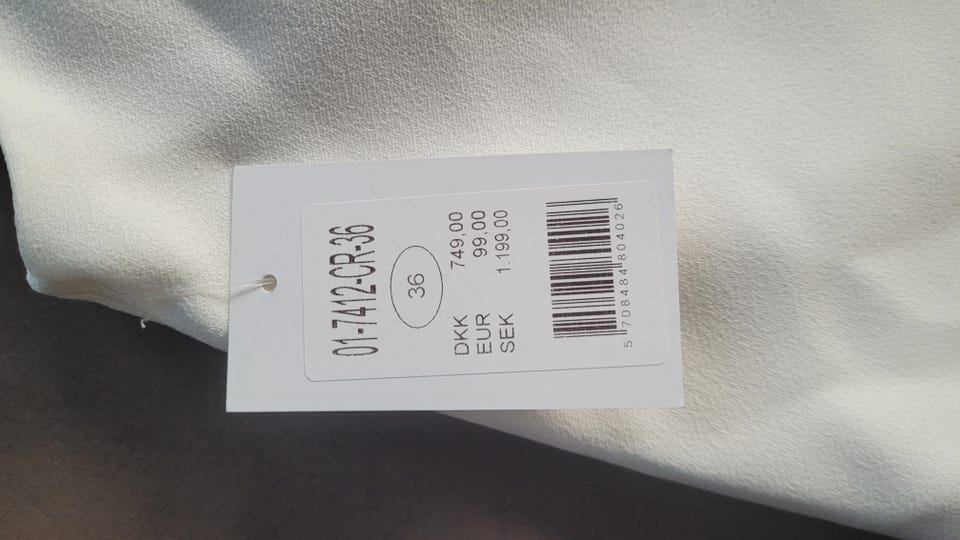 01-7412-CR-36
36
DKK 749,00
EUR 99,00
SEK 1.199,00
5 708484 804026